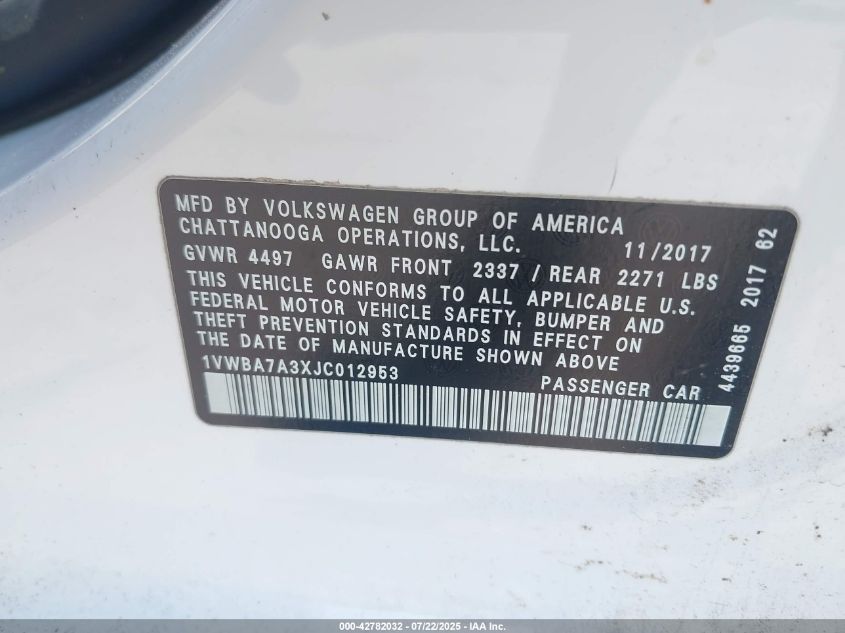 MFD BY VOLKSWAGEN GROUP OF AMERICA
CHATTANOOGA OPERATIONS, LLC. 11/2017
GVWR 4497 GAWR FRONT 2337 / REAR 2271 LBS
THIS VEHICLE CONFORMS TO ALL APPLICABLE U.S.
FEDERAL MOTOR VEHICLE SAFETY, BUMPER AND
THEFT PREVENTION STANDARDS IN EFFECT ON
THE DATE OF MANUFACTURE SHOWN ABOVE
1VWBA7A3XJC012953 PASSENGER CAR
4439665 2017 62
000-42782032 - 07/22/2025 - IAA Inc.